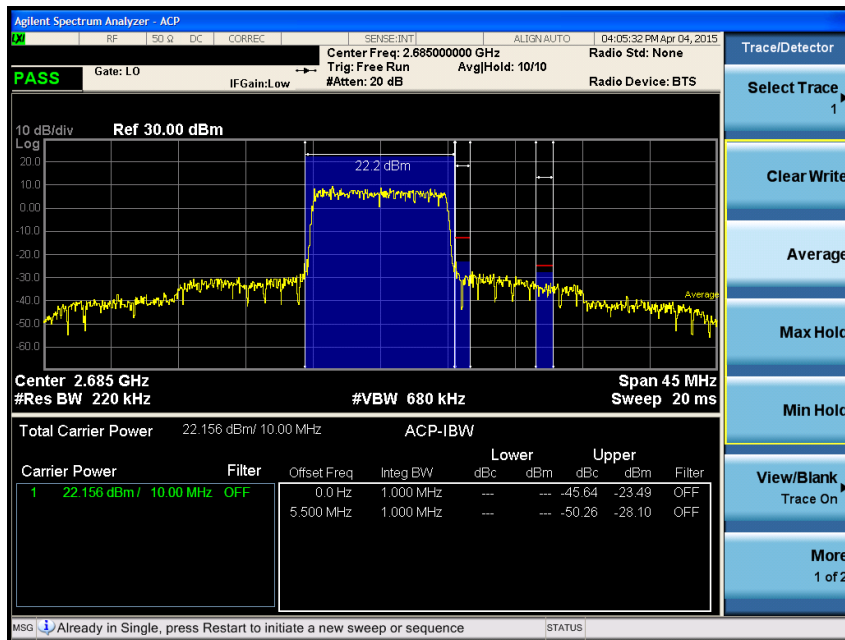 Agilent Spectrum Analyzer - ACP
LXI RF 50 Ω DC CORREC SENSE:INT ALIGN AUTO 04:05:32 PM Apr 04, 2015
Center Freq: 2.685000000 GHz Radio Std: None
Trig: Free Run Avg|Hold: 10/10
PASS Gate: LO IFGain:Low #Atten: 20 dB Radio Device: BTS
10 dB/div Ref 30.00 dBm
Log
20.0
10.0
0.00
-10.0
-20.0
-30.0
-40.0
-50.0
-60.0
22.2 dBm
Average
Center 2.685 GHz Span 45 MHz
#Res BW 220 kHz #VBW 680 kHz Sweep 20 ms
Total Carrier Power 22.156 dBm/ 10.00 MHz ACP-IBW
Lower Upper
Carrier Power Filter Offset Freq Integ BW dBc dBm dBc dBm Filter
1 22.156 dBm / 10.00 MHz OFF 0.0 Hz 1.000 MHz --- --- -45.64 -23.49 OFF
5.500 MHz 1.000 MHz --- --- -50.26 -28.10 OFF
MSG Already in Single, press Restart to initiate a new sweep or sequence STATUS
Trace/Detector
Select Trace
1
Clear Write
Average
Max Hold
Min Hold
View/Blank
Trace On
More
1 of 2